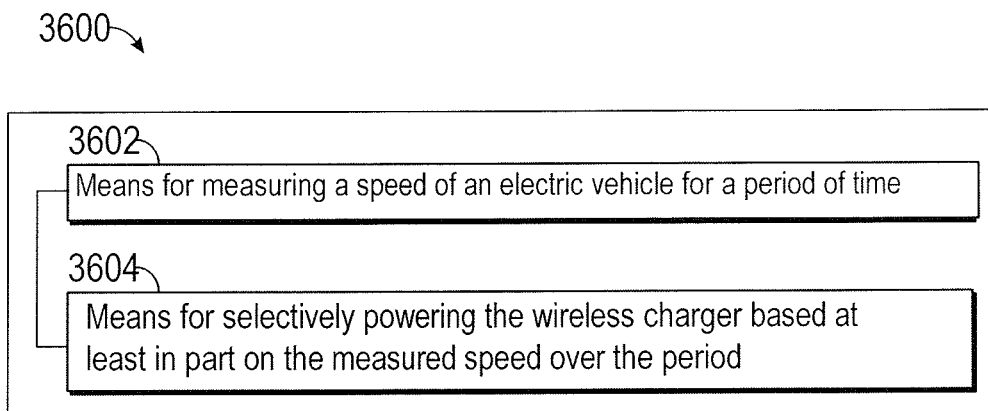 3600
3602
Means for measuring a speed of an electric vehicle for a period of time
3604
Means for selectively powering the wireless charger based at
least in part on the measured speed over the period